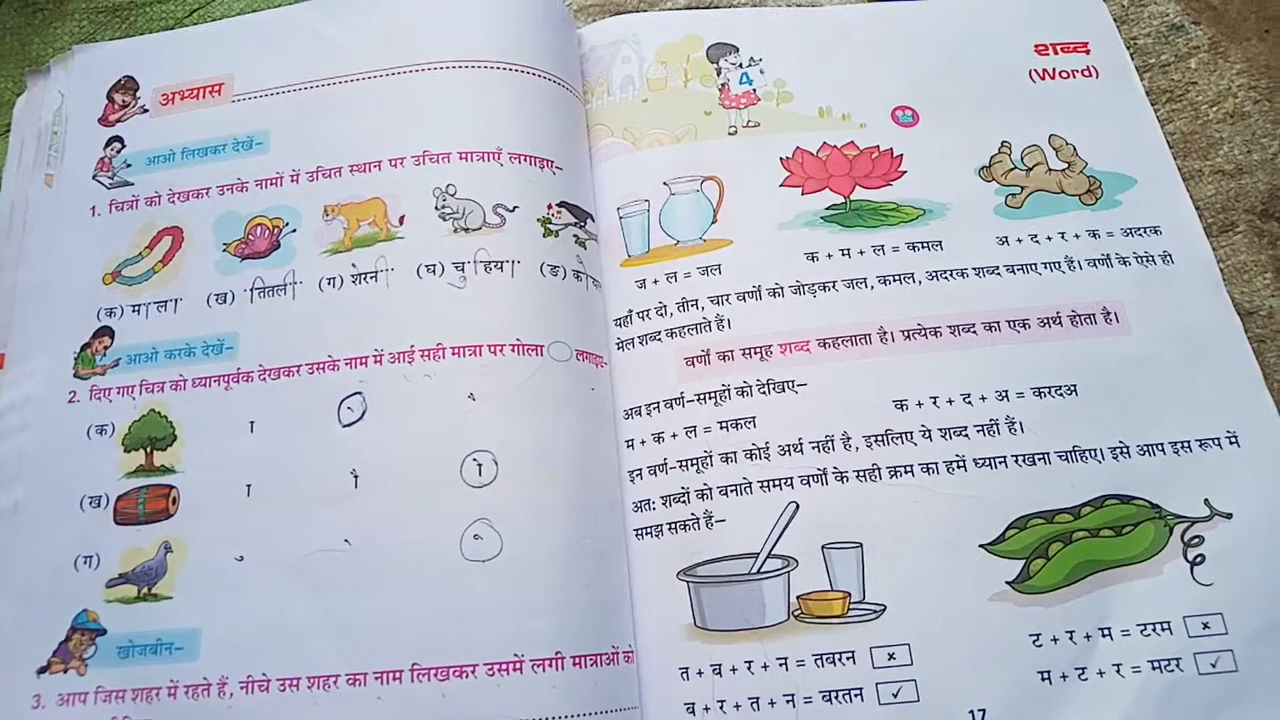 अभ्यास
आओ लिखकर देखें–
1. चित्रों को देखकर उनके नामों में उचित स्थान पर उचित मात्राएँ लगाइए–
(क) माला (ख) तितली (ग) शेरनी (घ) चुहिया (ङ)
आओ करके देखें–
2. दिए गए चित्र को ध्यानपूर्वक देखकर उसके नाम में आई सही मात्रा पर गोला लगाइए–
(क) ा
(ख) ा ै ो
(ग)
खोजबीन–
3. आप जिस शहर में रहते हैं, नीचे उस शहर का नाम लिखकर उसमें लगी मात्राओं को
4
शब्द
(Word)
ज + ल = जल
क + म + ल = कमल
अ + द + र + क = अदरक
यहाँ पर दो, तीन, चार वर्णों को जोड़कर जल, कमल, अदरक शब्द बनाए गए हैं। वर्णों के ऐसे ही
मेल शब्द कहलाते हैं।
वर्णों का समूह शब्द कहलाता है। प्रत्येक शब्द का एक अर्थ होता है।
अब इन वर्ण–समूहों को देखिए–
म + क + ल = मकल
क + र + द + अ = करदअ
इन वर्ण–समूहों का कोई अर्थ नहीं है, इसलिए ये शब्द नहीं हैं।
अतः शब्दों को बनाते समय वर्णों के सही क्रम का हमें ध्यान रखना चाहिए। इसे आप इस रूप में
समझ सकते हैं–
त + ब + र + न = तबरन ×
ब + र + त + न = बरतन ✓
ट + र + म = टरम ×
म + ट + र = मटर ✓
17